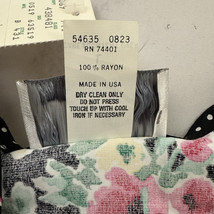 54635 0823
RN 74401
100% RAYON
MADE IN USA
DRY CLEAN ONLY
DO NOT PRESS
TOUCH UP WITH COOL
IRON IF NECESSARY